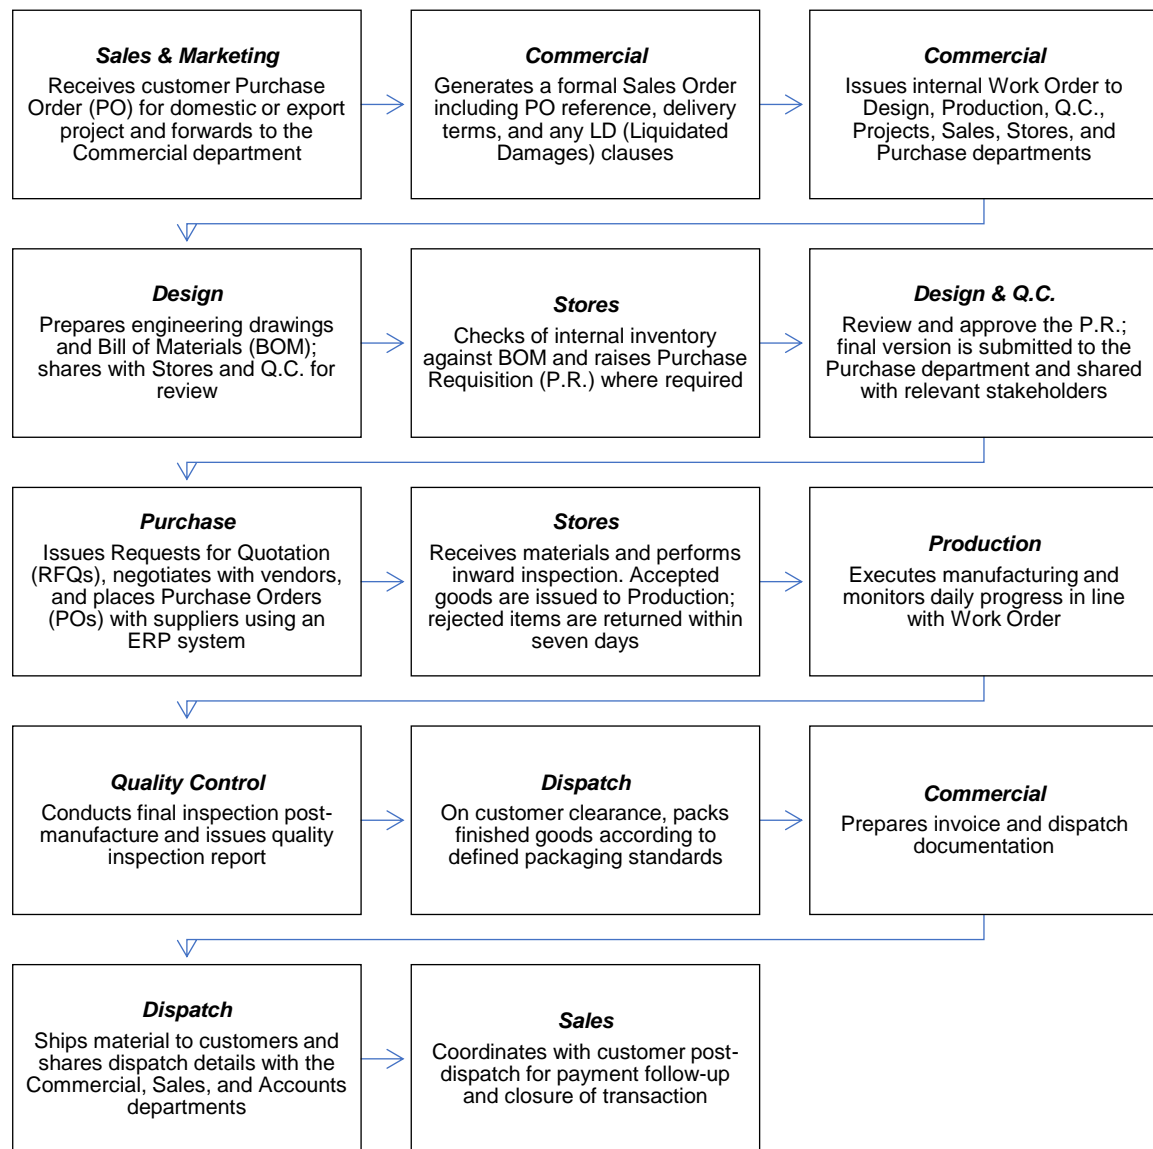 Sales & Marketing
Receives customer Purchase
Order (PO) for domestic or export
project and forwards to the
Commercial department
Commercial
Generates a formal Sales Order
including PO reference, delivery
terms, and any LD (Liquidated
Damages) clauses
Commercial
Issues internal Work Order to
Design, Production, Q.C.,
Projects, Sales, Stores, and
Purchase departments
Design
Prepares engineering drawings
and Bill of Materials (BOM);
shares with Stores and Q.C. for
review
Stores
Checks of internal inventory
against BOM and raises Purchase
Requisition (P.R.) where required
Design & Q.C.
Review and approve the P.R.;
final version is submitted to the
Purchase department and shared
with relevant stakeholders
Purchase
Issues Requests for Quotation
(RFQs), negotiates with vendors,
and places Purchase Orders
(POs) with suppliers using an
ERP system
Stores
Receives materials and performs
inward inspection. Accepted
goods are issued to Production;
rejected items are returned within
seven days
Production
Executes manufacturing and
monitors daily progress in line
with Work Order
Quality Control
Conducts final inspection post-
manufacture and issues quality
inspection report
Dispatch
On customer clearance, packs
finished goods according to
defined packaging standards
Commercial
Prepares invoice and dispatch
documentation
Dispatch
Ships material to customers and
shares dispatch details with the
Commercial, Sales, and Accounts
departments
Sales
Coordinates with customer post-
dispatch for payment follow-up
and closure of transaction